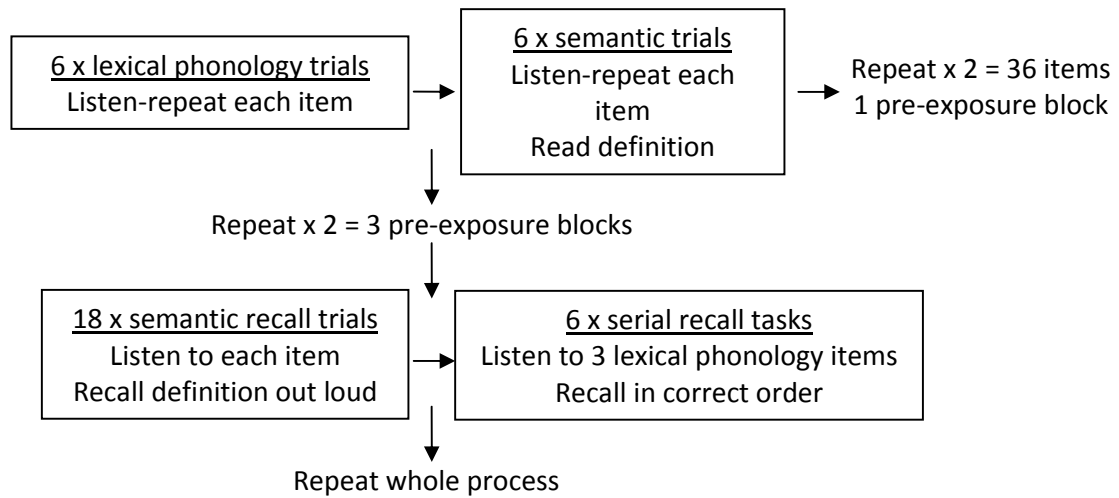 6 x lexical phonology trials
Listen-repeat each item
6 x semantic trials
Listen-repeat each
item
Read definition
Repeat x 2 = 36 items
1 pre-exposure block
Repeat x 2 = 3 pre-exposure blocks
18 x semantic recall trials
Listen to each item
Recall definition out loud
6 x serial recall tasks
Listen to 3 lexical phonology items
Recall in correct order
Repeat whole process